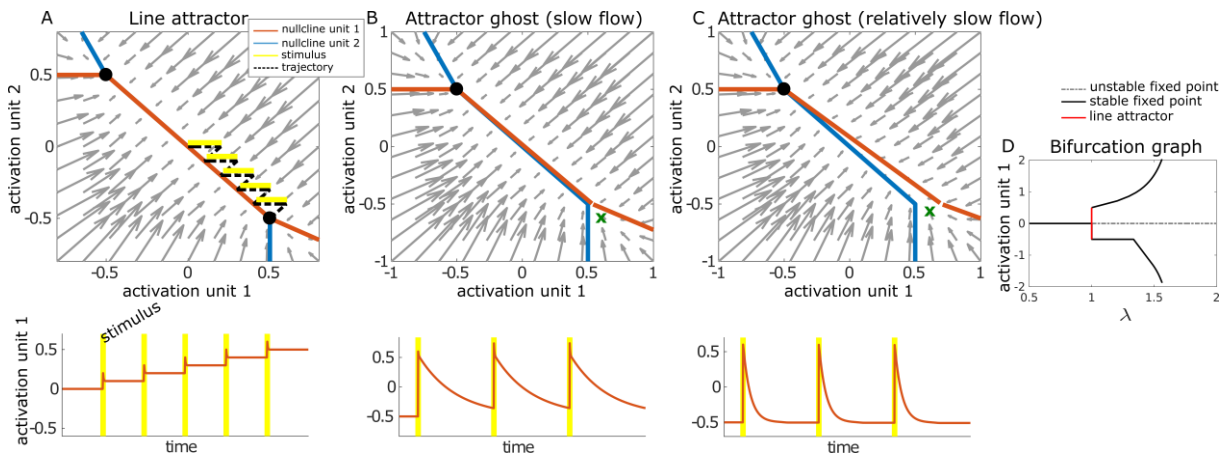 A
Line attractor
nullcline unit 1
nullcline unit 2
stimulus
trajectory
0.5
0
-0.5
activation unit 2
-0.5
0
0.5
activation unit 1
B
Attractor ghost (slow flow)
1
0.5
0
-0.5
-1
activation unit 2
x
-1
-0.5
0
0.5
1
activation unit 1
C
Attractor ghost (relatively slow flow)
1
0.5
0
-0.5
-1
activation unit 2
x
-1
-0.5
0
0.5
1
activation unit 1
unstable fixed point
stable fixed point
line attractor
D
Bifurcation graph
2
1
0
-1
-2
activation unit 1
0.5
1
1.5
2
λ
stimulus
0.5
0
-0.5
activation unit 1
time
0.5
0
-0.5
time
0.5
0
-0.5
time